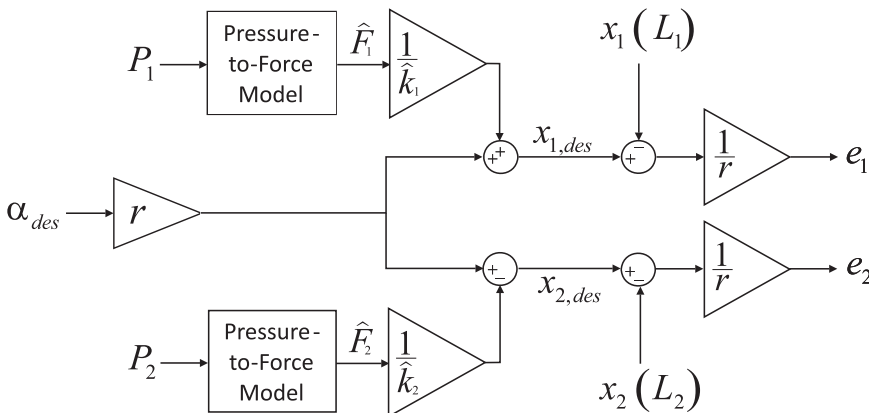 P₁
Pressure-
to-Force
Model
F̂₁
1
k̂₁
x₁(L₁)
++
x₁,des
+−
1
r
e₁
α_des
r
+−
x₂,des
+−
1
r
e₂
P₂
Pressure-
to-Force
Model
F̂₂
1
k̂₂
x₂(L₂)